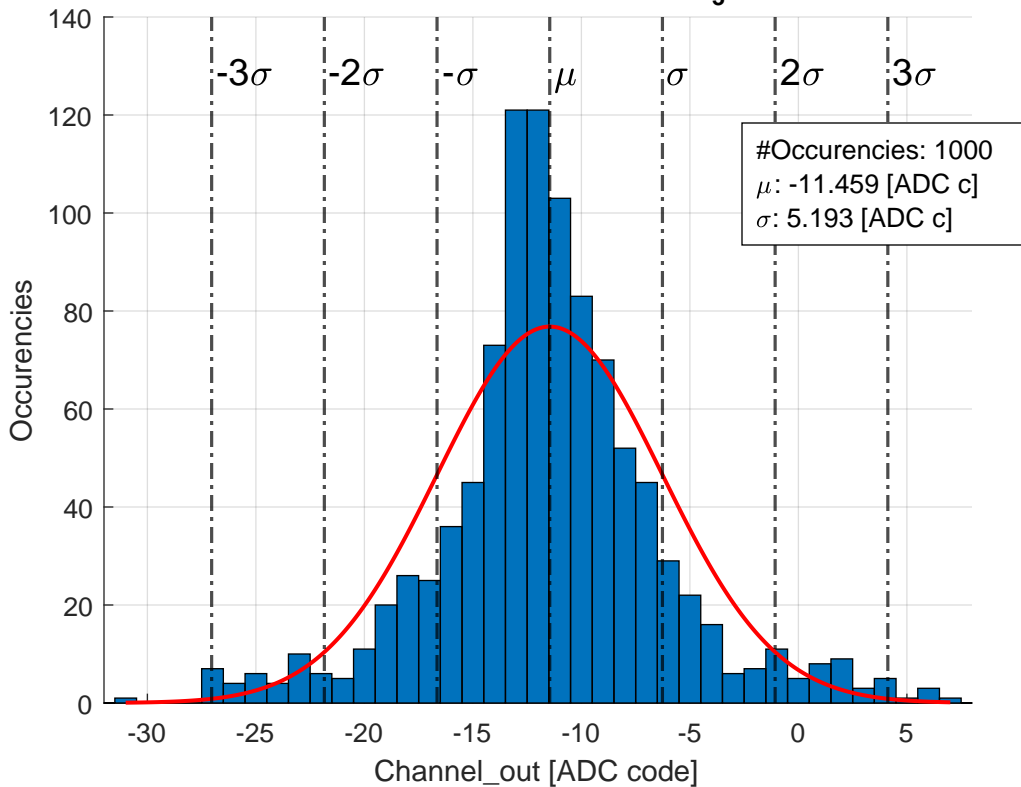 g
140
120
100
80
60
40
20
0
-3σ
-2σ
-σ
μ
σ
2σ
3σ
#Occurencies: 1000
μ: -11.459 [ADC c]
σ: 5.193 [ADC c]
Occurencies
-30
-25
-20
-15
-10
-5
0
5
Channel_out [ADC code]